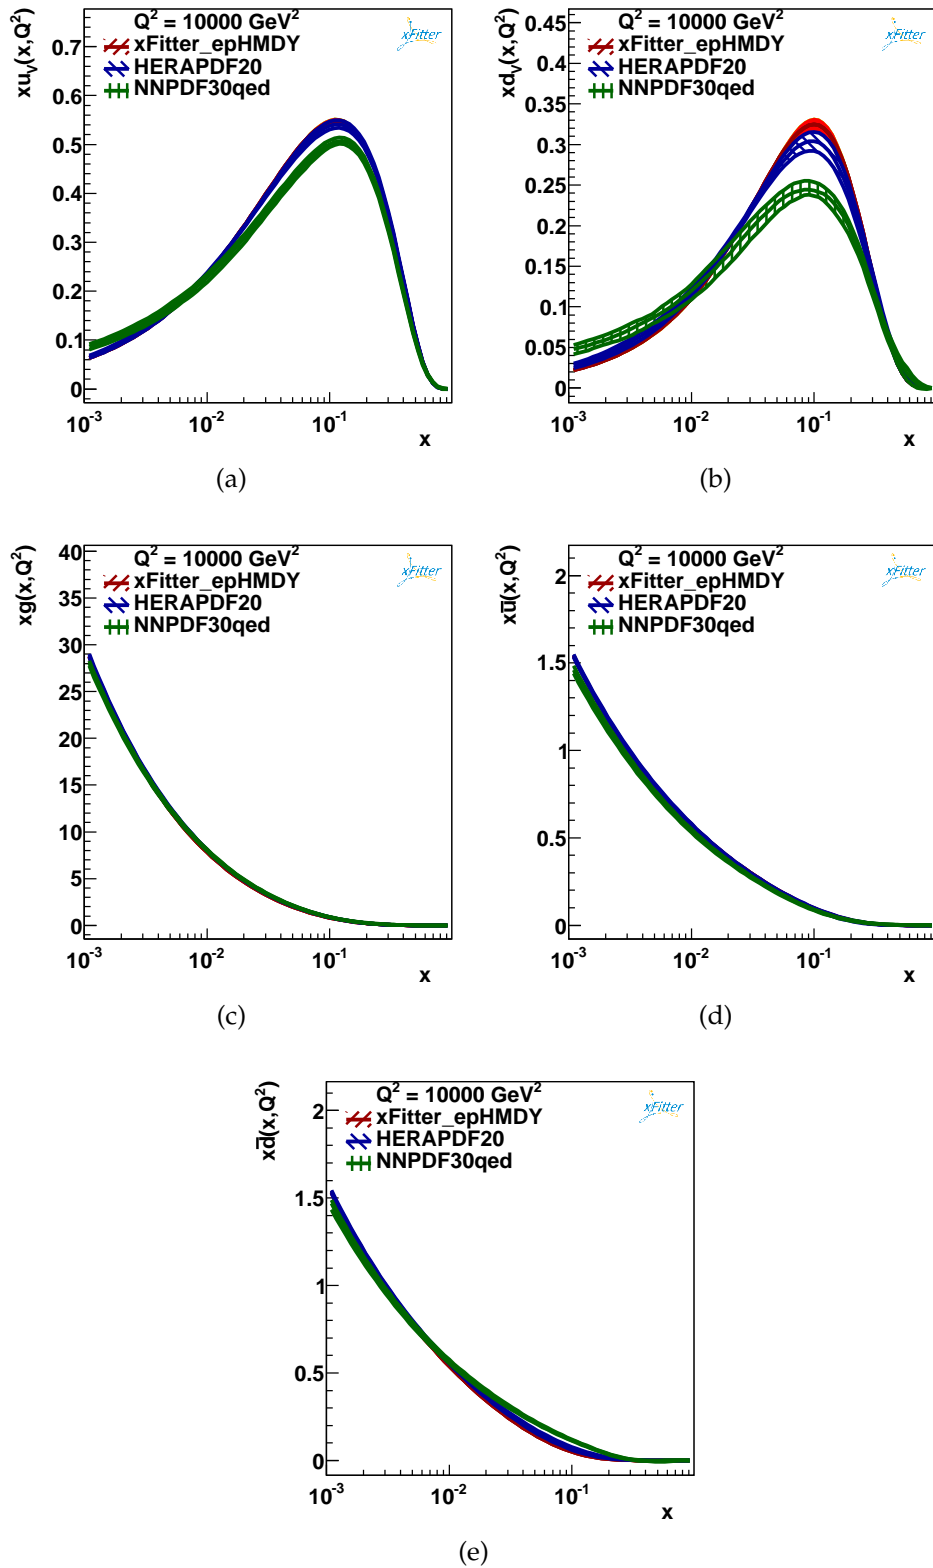 Q² = 10000 GeV²
xFitter_epHMDY
HERAPDF20
NNPDF30qed
xFitter
xu_v(x,Q²)
0.7
0.6
0.5
0.4
0.3
0.2
0.1
0
10⁻³
10⁻²
10⁻¹
x
(a)
Q² = 10000 GeV²
xFitter_epHMDY
HERAPDF20
NNPDF30qed
xFitter
xd_v(x,Q²)
0.45
0.4
0.35
0.3
0.25
0.2
0.15
0.1
0.05
0
10⁻³
10⁻²
10⁻¹
x
(b)
Q² = 10000 GeV²
xFitter_epHMDY
HERAPDF20
NNPDF30qed
xFitter
xg(x,Q²)
40
35
30
25
20
15
10
5
0
10⁻³
10⁻²
10⁻¹
x
(c)
Q² = 10000 GeV²
xFitter_epHMDY
HERAPDF20
NNPDF30qed
xFitter
xū(x,Q²)
2
1.5
1
0.5
0
10⁻³
10⁻²
10⁻¹
x
(d)
Q² = 10000 GeV²
xFitter_epHMDY
HERAPDF20
NNPDF30qed
xFitter
xd̄(x,Q²)
2
1.5
1
0.5
0
10⁻³
10⁻²
10⁻¹
x
(e)